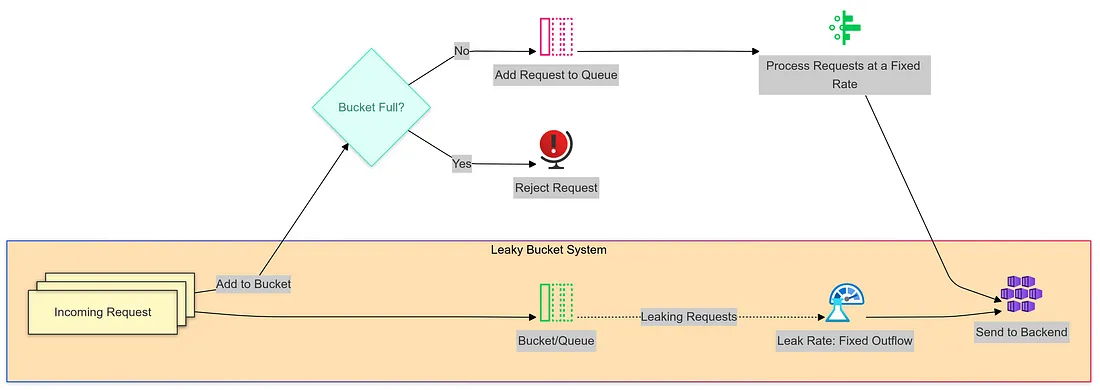 No
Add Request to Queue
Process Requests at a Fixed
Rate
Bucket Full?
Yes
Reject Request
Leaky Bucket System
Add to Bucket
Incoming Request
Bucket/Queue
Leaking Requests
Leak Rate: Fixed Outflow
Send to Backend